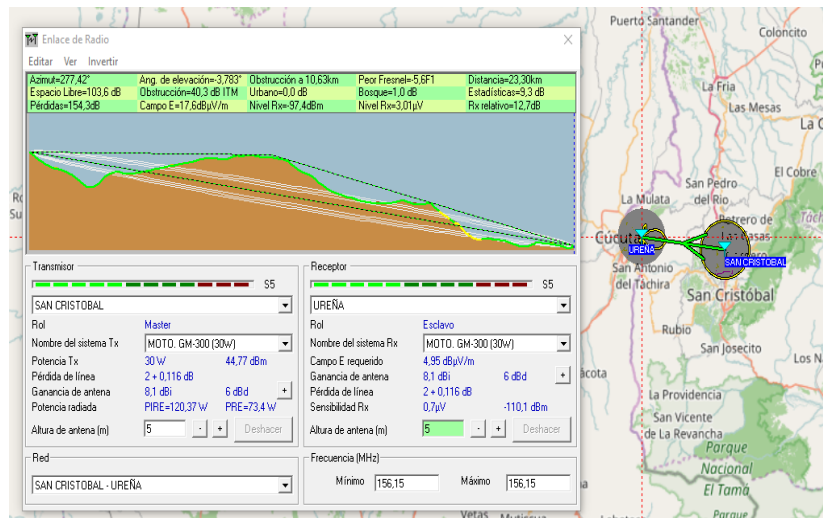 Enlace de Radio
Editar Ver Invertir
Azimut=277,42° Ang. de elevación=-3,783° Obstrucción a 10,63km Peor Fresnel=-5,6F1 Distancia=23,30km
Espacio Libre=103,6 dB Obstrucción=40,3 dB ITM Urbano=0,0 dB Bosque=1,0 dB Estadísticas=9,3 dB
Pérdidas=154,3dB Campo E=17,6dBµV/m Nivel Rx=-97,4dBm Nivel Rx=3,01µV Rx relativo=12,7dB
Transmisor
S5
SAN CRISTOBAL
Rol Master
Nombre del sistema Tx MOTO. GM-300 (30W)
Potencia Tx 30 W 44,77 dBm
Pérdida de línea 2 + 0,116 dB
Ganancia de antena 8,1 dBi 6 dBd +
Potencia radiada PIRE=120,37 W PRE=73,4 W
Altura de antena (m) 5 - + Deshacer
Receptor
S5
UREÑA
Rol Esclavo
Nombre del sistema Rx MOTO. GM-300 (30W)
Campo E requerido 4,95 dBµV/m
Ganancia de antena 8,1 dBi 6 dBd +
Pérdida de línea 2 + 0,116 dB
Sensibilidad Rx 0,7µV -110,1 dBm
Altura de antena (m) 5 - + Deshacer
Red
SAN CRISTOBAL - UREÑA
Frecuencia (MHz)
Mínimo 156,15 Máximo 156,15
Puerto Santander
Coloncito
La Fria
Las Mesas
El Cobre
San Pedro
del Rio
La Mulata
Cúcuta
UREÑA
SAN CRISTOBAL
San Antonio
del Táchira
San Cristóbal
Rubio
San Josecito
La Providencia
San Vicente
de La Revancha
Parque
Nacional
El Tamá
Parque